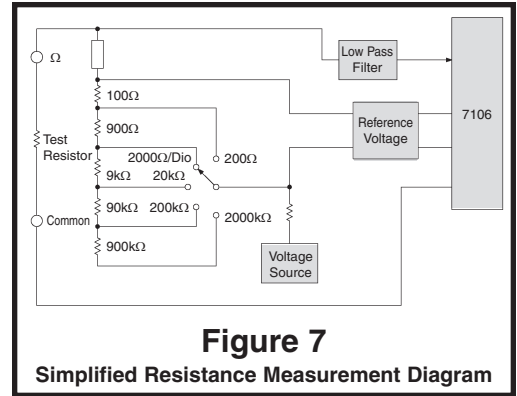 Ω
Low Pass
Filter
7106
100Ω
900Ω
Reference
Voltage
Test
Resistor
2000Ω/Dio
200Ω
9kΩ
20kΩ
90kΩ
Common
200kΩ
2000kΩ
900kΩ
Voltage
Source
Figure 7
Simplified Resistance Measurement Diagram